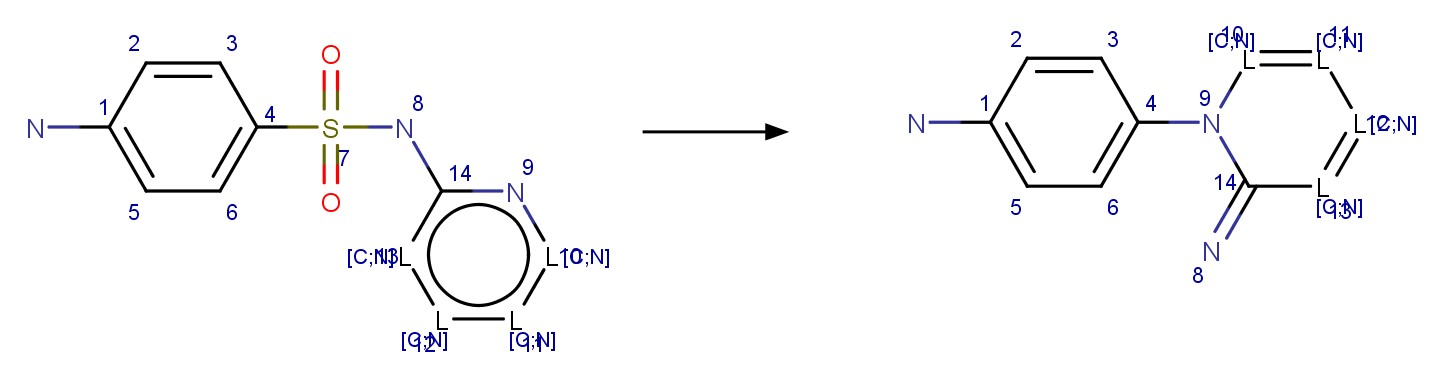 2 3 O 8
N 1 4 S N
7
5 6 O
14 9
N
[C;N] 13 L L 10 [C;N]
L L
[C;N] 12 [C;N] 11
2 3 10 [C;N] L 11 [C;N] L
N 1 4 9 N
L 12 [C;N]
5 6 14 L
[C;N] 13
N
8